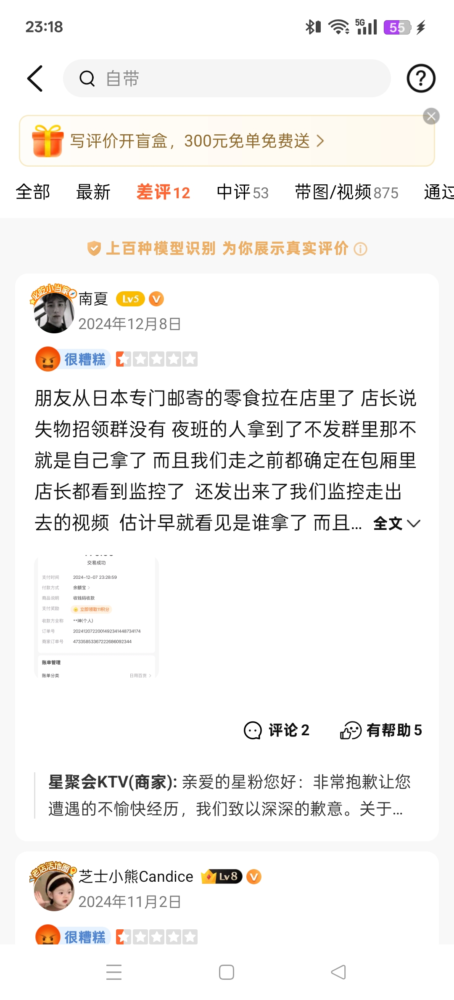 23:18
5G
55
自带
写评价开盲盒，300元免单免费送
全部 最新 差评12 中评53 带图/视频875 通过
上百种模型识别 为你展示真实评价
必吃小当家
南夏 Lv5 V
2024年12月8日
很糟糕
朋友从日本专门邮寄的零食拉在店里了 店长说
失物招领群没有 夜班的人拿到了不发群里那不
就是自己拿了 而且我们走之前都确定在包厢里
店长都看到监控了 还发出来了我们监控走出
去的视频 估计早就看见是谁拿了 而且... 全文
交易成功
支付时间 2024-12-07 23:28:59
付款方式 余额宝
商品说明 收钱码收款
支付奖励 立即领取11积分
收款方全称 **坤(个人)
订单号 2024120722001492341448734174
商家订单号 47335853367222686092344
账单管理
账单分类 日用百货
评论2 有帮助5
星聚会KTV(商家): 亲爱的星粉您好：非常抱歉让您
遭遇的不愉快经历，我们致以深深的歉意。关于...
老店活地图
芝士小熊Candice Lv8 V
2024年11月2日
很糟糕